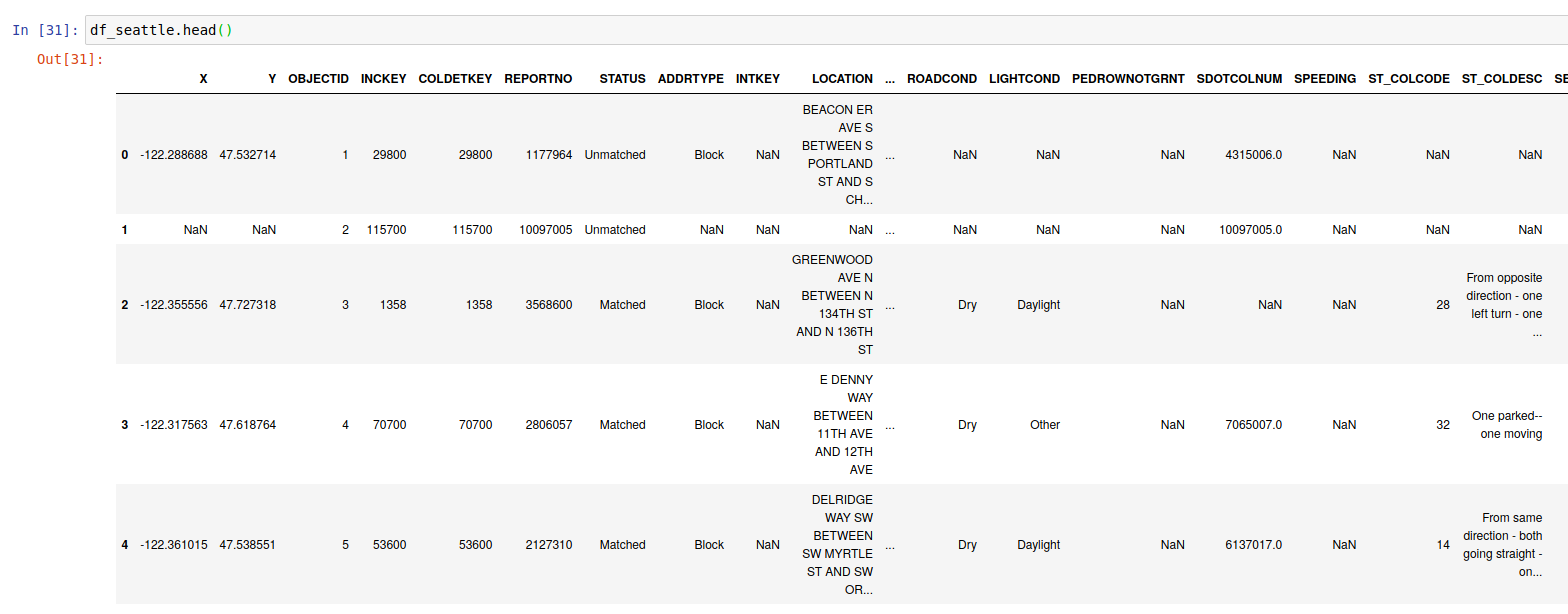 In [31]: df_seattle.head()
Out[31]:
X Y OBJECTID INCKEY COLDETKEY REPORTNO STATUS ADDRTYPE INTKEY LOCATION ... ROADCOND LIGHTCOND PEDROWNOTGRNT SDOTCOLNUM SPEEDING ST_COLCODE ST_COLDESC SE
BEACON ER
AVE S
BETWEEN S
0 -122.288688 47.532714 1 29800 29800 1177964 Unmatched Block NaN PORTLAND ... NaN NaN NaN 4315006.0 NaN NaN NaN
ST AND S
CH...
1 NaN NaN 2 115700 115700 10097005 Unmatched NaN NaN NaN ... NaN NaN NaN 10097005.0 NaN NaN NaN
GREENWOOD
AVE N From opposite
BETWEEN N direction - one
2 -122.355556 47.727318 3 1358 1358 3568600 Matched Block NaN 134TH ST ... Dry Daylight NaN NaN NaN 28 left turn - one
AND N 136TH ...
ST
E DENNY
WAY
BETWEEN One parked--
3 -122.317563 47.618764 4 70700 70700 2806057 Matched Block NaN 11TH AVE ... Dry Other NaN 7065007.0 NaN 32 one moving
AND 12TH
AVE
DELRIDGE
WAY SW From same
BETWEEN direction - both
4 -122.361015 47.538551 5 53600 53600 2127310 Matched Block NaN SW MYRTLE ... Dry Daylight NaN 6137017.0 NaN 14 going straight -
ST AND SW on...
OR...